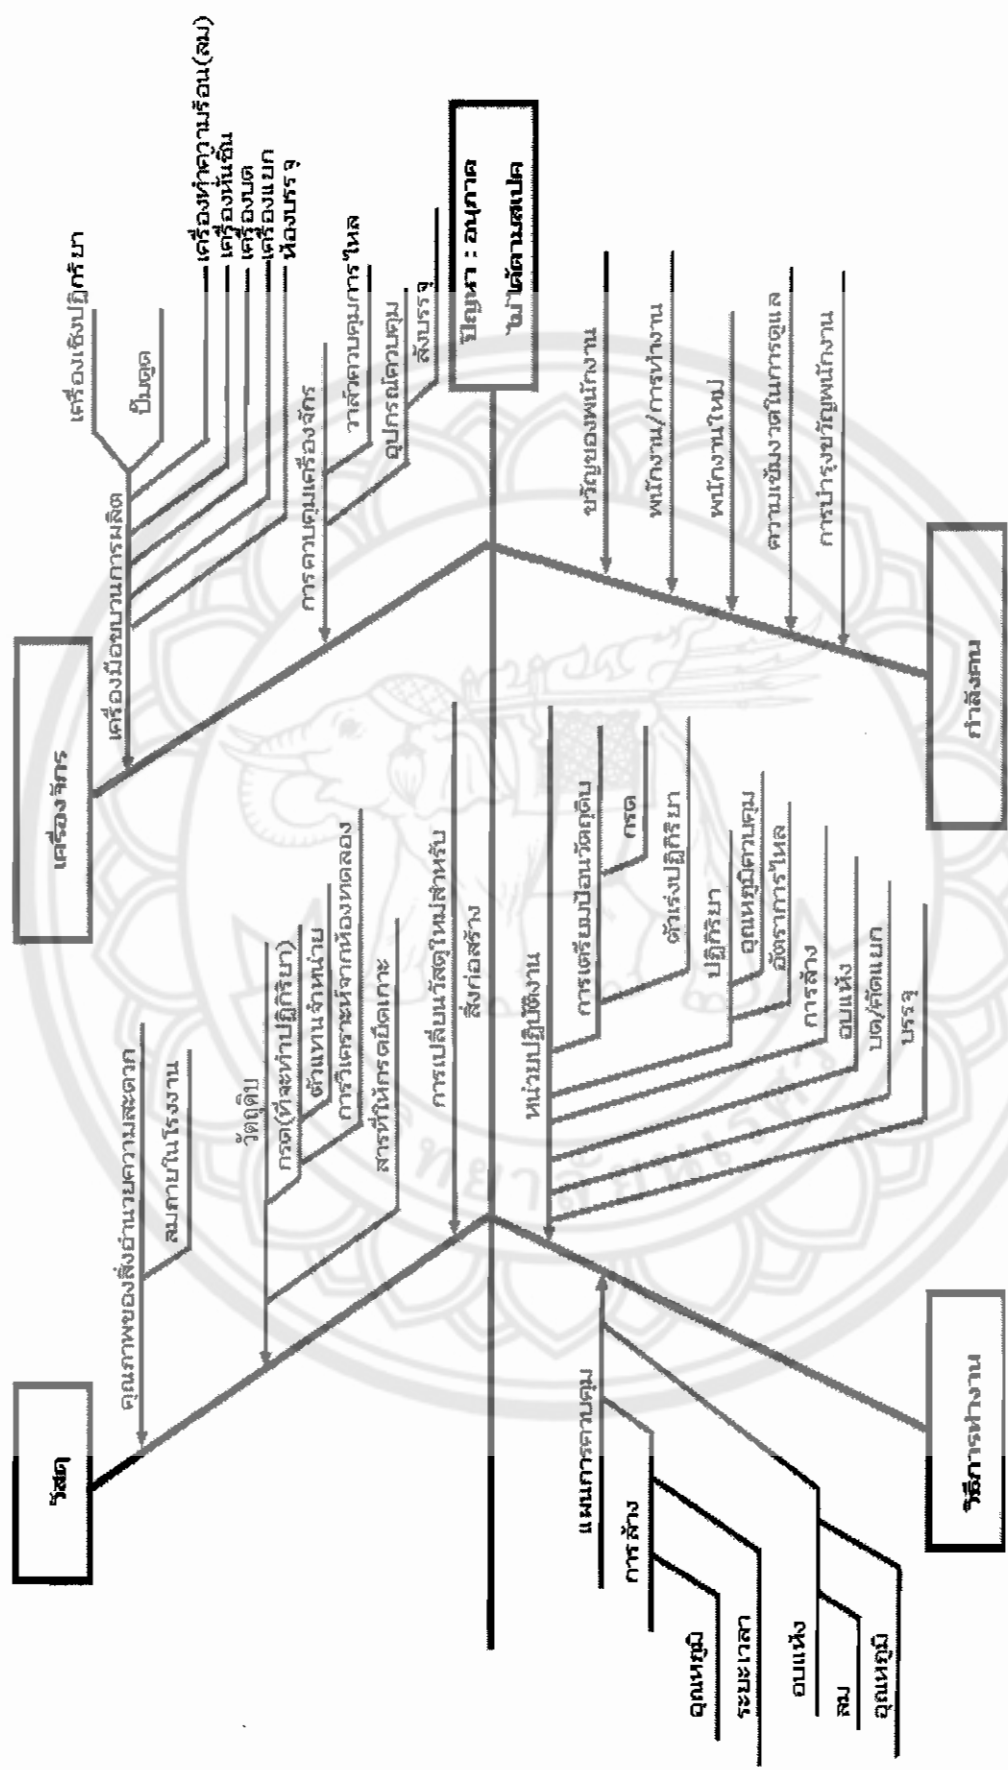 วัสดุ
คุณภาพของสิ่งอำนวยความสะดวก
ลมภายในโรงงาน
วัตถุดิบ
กรด(ที่จะทำปฏิกิริยา)
ตัวแทนจำหน่าย
การวิเคราะห์จากห้องทดลอง
สารที่ให้กรดยึดเกาะ
การเปลี่ยนวัสดุใหม่สำหรับ
สิ่งก่อสร้าง
เครื่องจักร
เครื่องมือขบวนการผลิต
เครื่องเชิงปฏิกริยา
ปั๊มดูด
เครื่องทำความร้อน(ลม)
เครื่องหั่นชิ้น
เครื่องบด
เครื่องแยก
ห้องบรรจุ
การควบคุมเครื่องจักร
วาล์วควบคุมการไหล
อุปกรณ์ควบคุม
ลังบรรจุ
ปัญหา : อนุภาค
ไม่ได้ตามสเปค
วิธีการทำงาน
หน่วยปฏิบัติงาน
การเตรียมป้อนวัตถุดิบ
กรด
ตัวเร่งปฏิกิริยา
ปฏิกิริยา
อุณหภูมิควบคุม
อัตราการไหล
การล้าง
อบแห้ง
บด/คัดแยก
บรรจุ
แผนการควบคุม
การล้าง
อุณหภูมิ
ระยะเวลา
อบแห้ง
ลม
อุณหภูมิ
กำลังคน
ขวัญของพนักงาน
พนักงาน/การทำงาน
พนักงานใหม่
ความเข้มงวดในการดูแล
การบำรุงขวัญพนักงาน